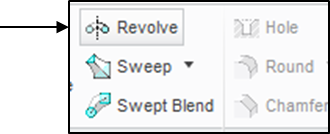 Revolve
Sweep
Swept Blend
Hole
Round
Chamfer